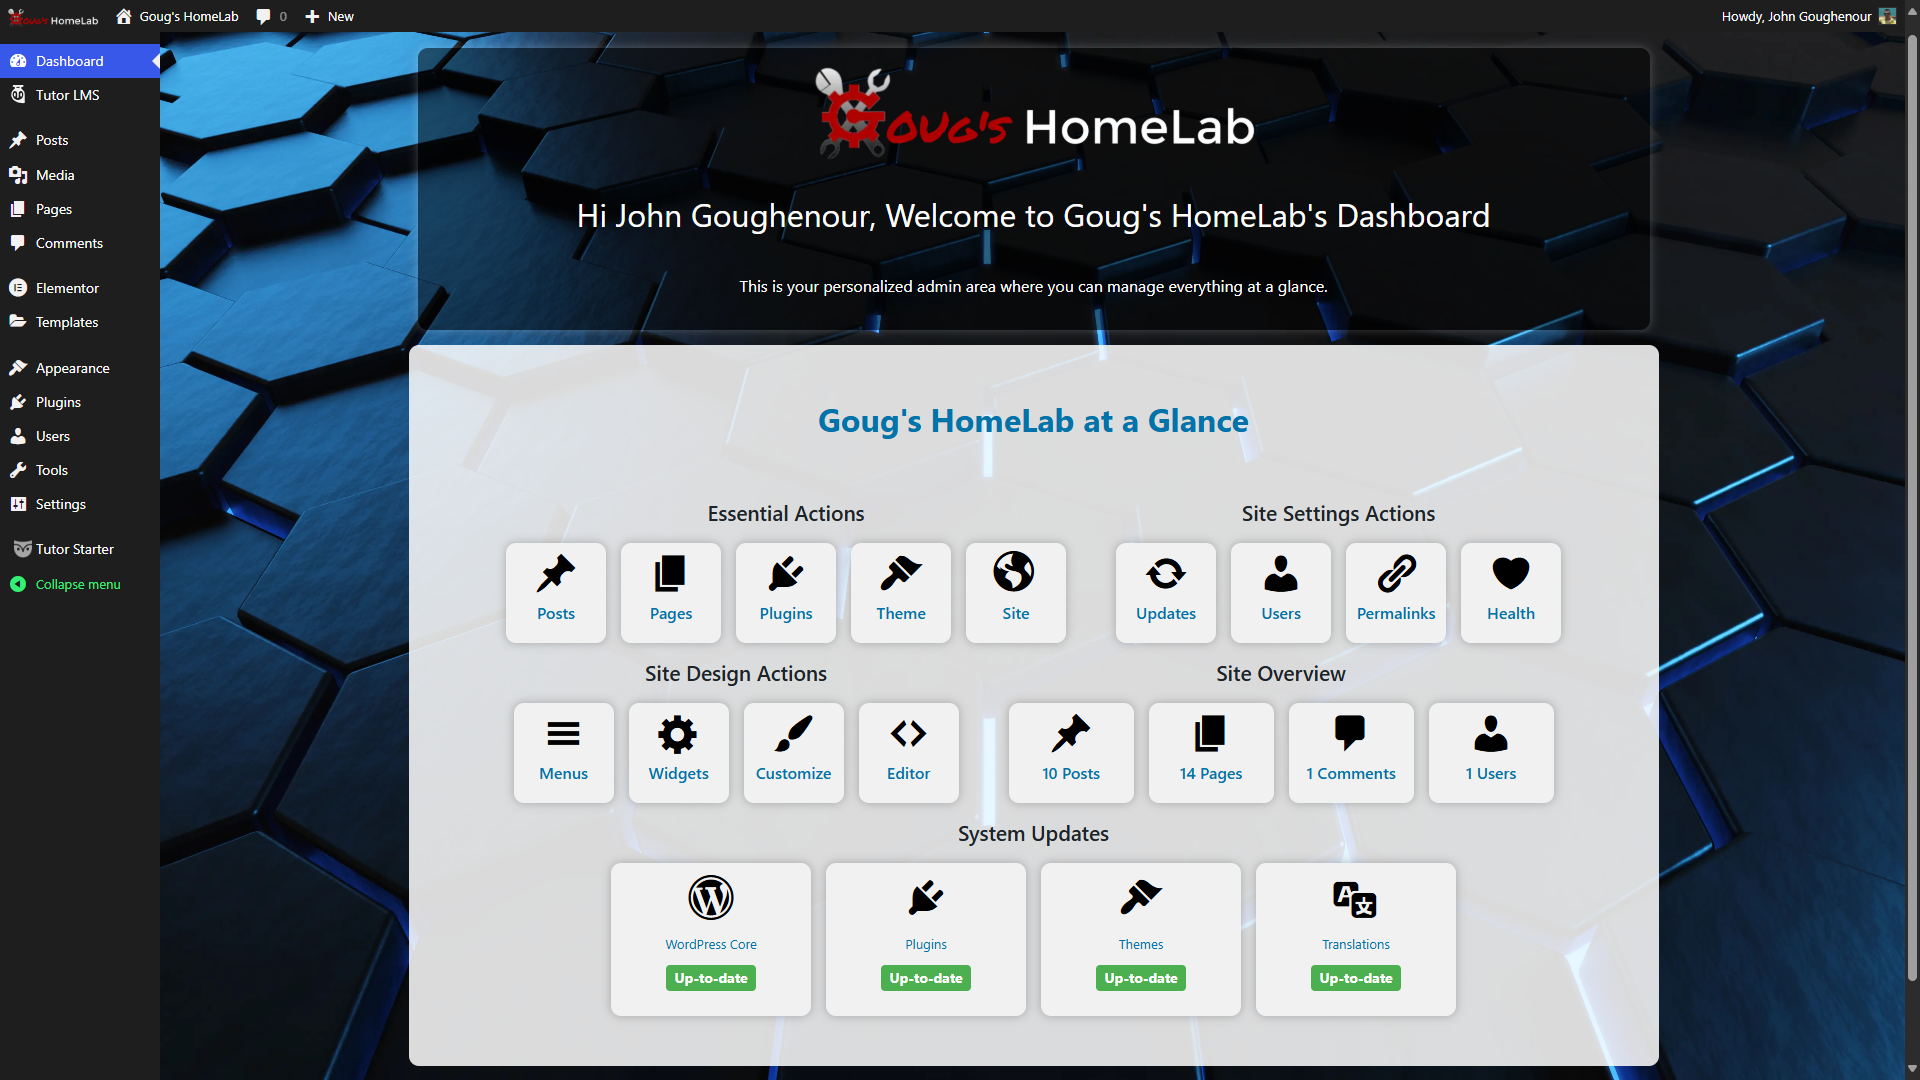 Goug's HomeLab
Goug's HomeLab
0
New
Howdy, John Goughenour
Dashboard
Tutor LMS
Posts
Media
Pages
Comments
Elementor
Templates
Appearance
Plugins
Users
Tools
Settings
Tutor Starter
Collapse menu
Goug's HomeLab
Hi John Goughenour, Welcome to Goug's HomeLab's Dashboard
This is your personalized admin area where you can manage everything at a glance.
Goug's HomeLab at a Glance
Essential Actions
Posts
Pages
Plugins
Theme
Site
Site Settings Actions
Updates
Users
Permalinks
Health
Site Design Actions
Menus
Widgets
Customize
Editor
Site Overview
10 Posts
14 Pages
1 Comments
1 Users
System Updates
WordPress Core
Up-to-date
Plugins
Up-to-date
Themes
Up-to-date
Translations
Up-to-date